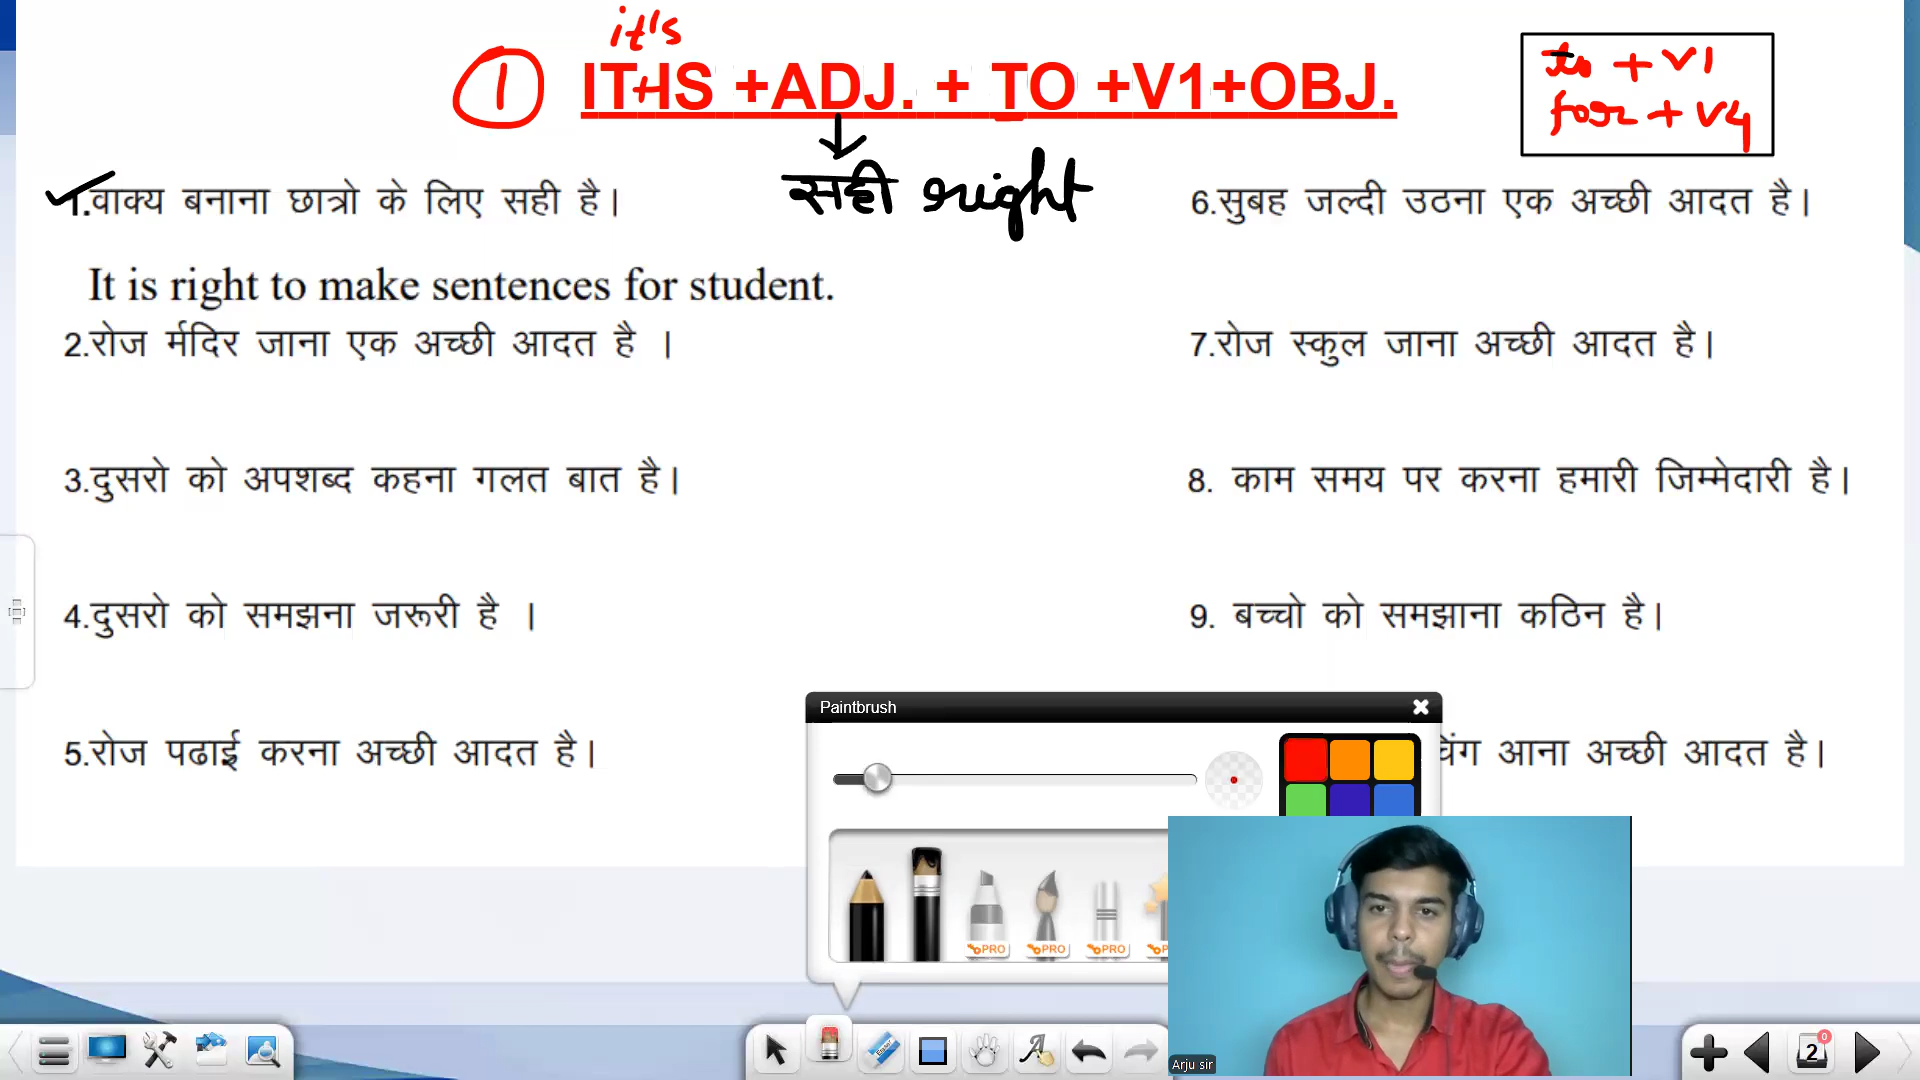 it's
1 ITHS +ADJ. + TO +V1+OBJ.
to + V1
for + V4
सही right
1.वाक्य बनाना छात्रो के लिए सही है।
It is right to make sentences for student.
2.रोज र्मदिर जाना एक अच्छी आदत है ।
3.दुसरो को अपशब्द कहना गलत बात है।
4.दुसरो को समझना जरूरी है ।
5.रोज पढाई करना अच्छी आदत है।
6.सुबह जल्दी उठना एक अच्छी आदत है।
7.रोज स्कुल जाना अच्छी आदत है।
8. काम समय पर करना हमारी जिम्मेदारी है।
9. बच्चो को समझाना कठिन है।
आना अच्छी आदत है।
Paintbrush
PRO PRO PRO
Arju sir
2
0